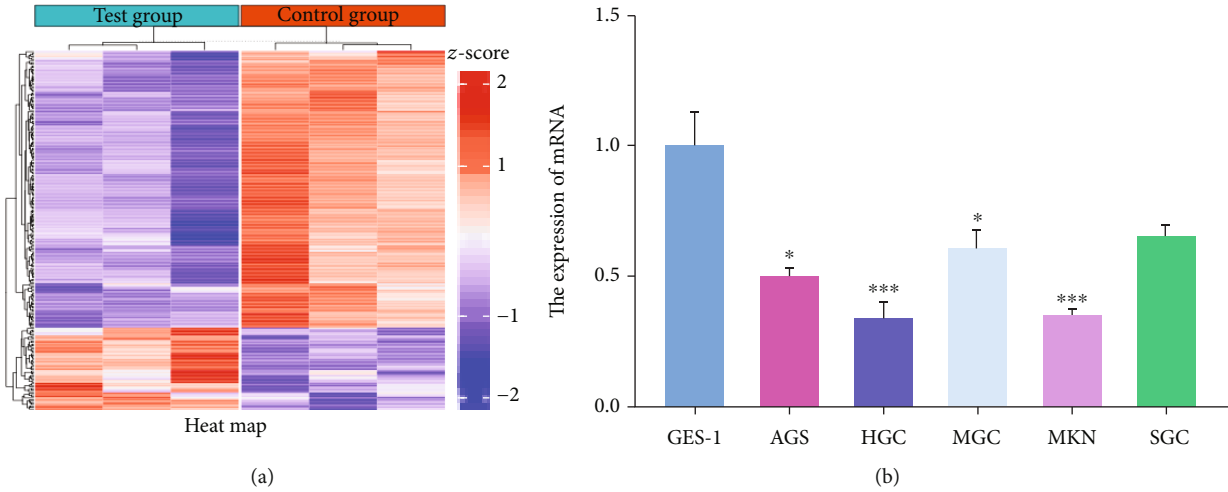 (a)
Test group
Control group
z-score
2
1
−1
−2
Heat map
(a)
The expression of mRNA
1.5
1.0
0.5
0.0
*
***
*
***
GES-1
AGS
HGC
MGC
MKN
SGC
(b)